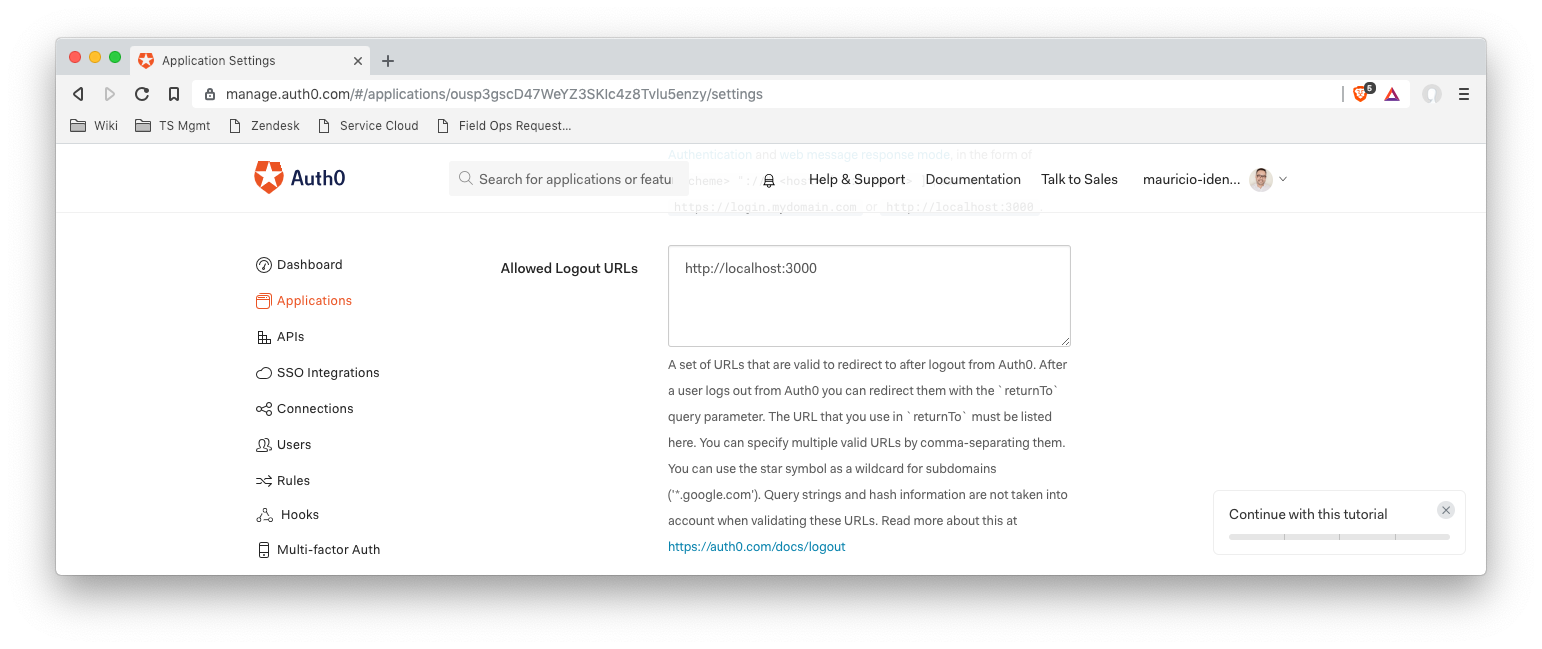 Application Settings
manage.auth0.com/#/applications/ousp3gscD47WeYZ3SKlc4z8Tvlu5enzy/settings
6
Wiki TS Mgmt Zendesk Service Cloud Field Ops Request...
Authentication and web message response mode, in the form of
Auth0 Search for applications or featu Help & Support Documentation Talk to Sales mauricio-iden...
https://login.mydomain.com or http://localhost:3000
Dashboard
Applications
APIs
SSO Integrations
Connections
Users
Rules
Hooks
Multi-factor Auth
Allowed Logout URLs
http://localhost:3000
A set of URLs that are valid to redirect to after logout from Auth0. After
a user logs out from Auth0 you can redirect them with the `returnTo`
query parameter. The URL that you use in `returnTo` must be listed
here. You can specify multiple valid URLs by comma-separating them.
You can use the star symbol as a wildcard for subdomains
('*.google.com'). Query strings and hash information are not taken into
account when validating these URLs. Read more about this at
https://auth0.com/docs/logout
Continue with this tutorial